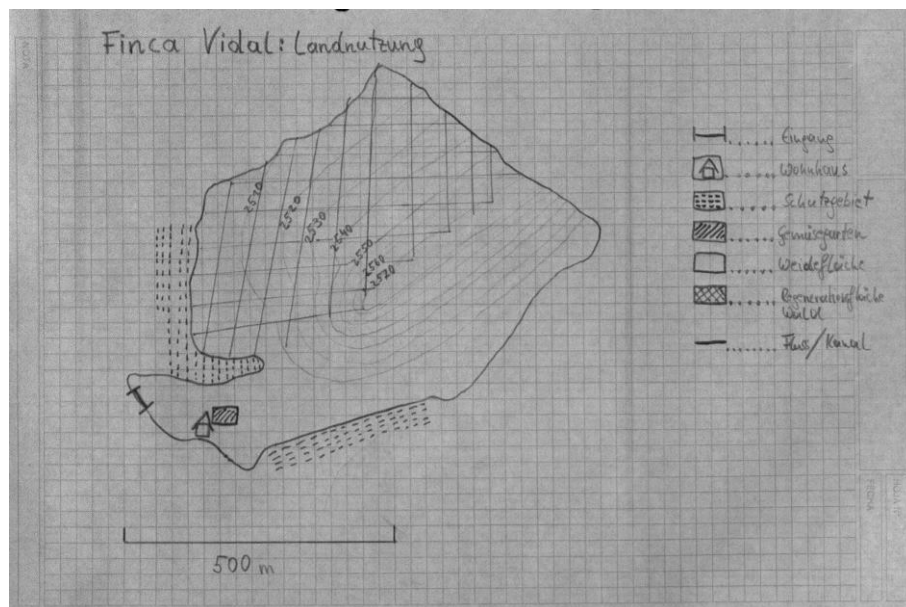 Finca Vidal: Landnutzung
2510
2520
2530
2540
2550
2560
2570
500 m
Eingang
Wohnhaus
Schutzgebiet
Gemüsegarten
Weidefläche
Regenerationsfläche
Wald
Fluss/Kanal